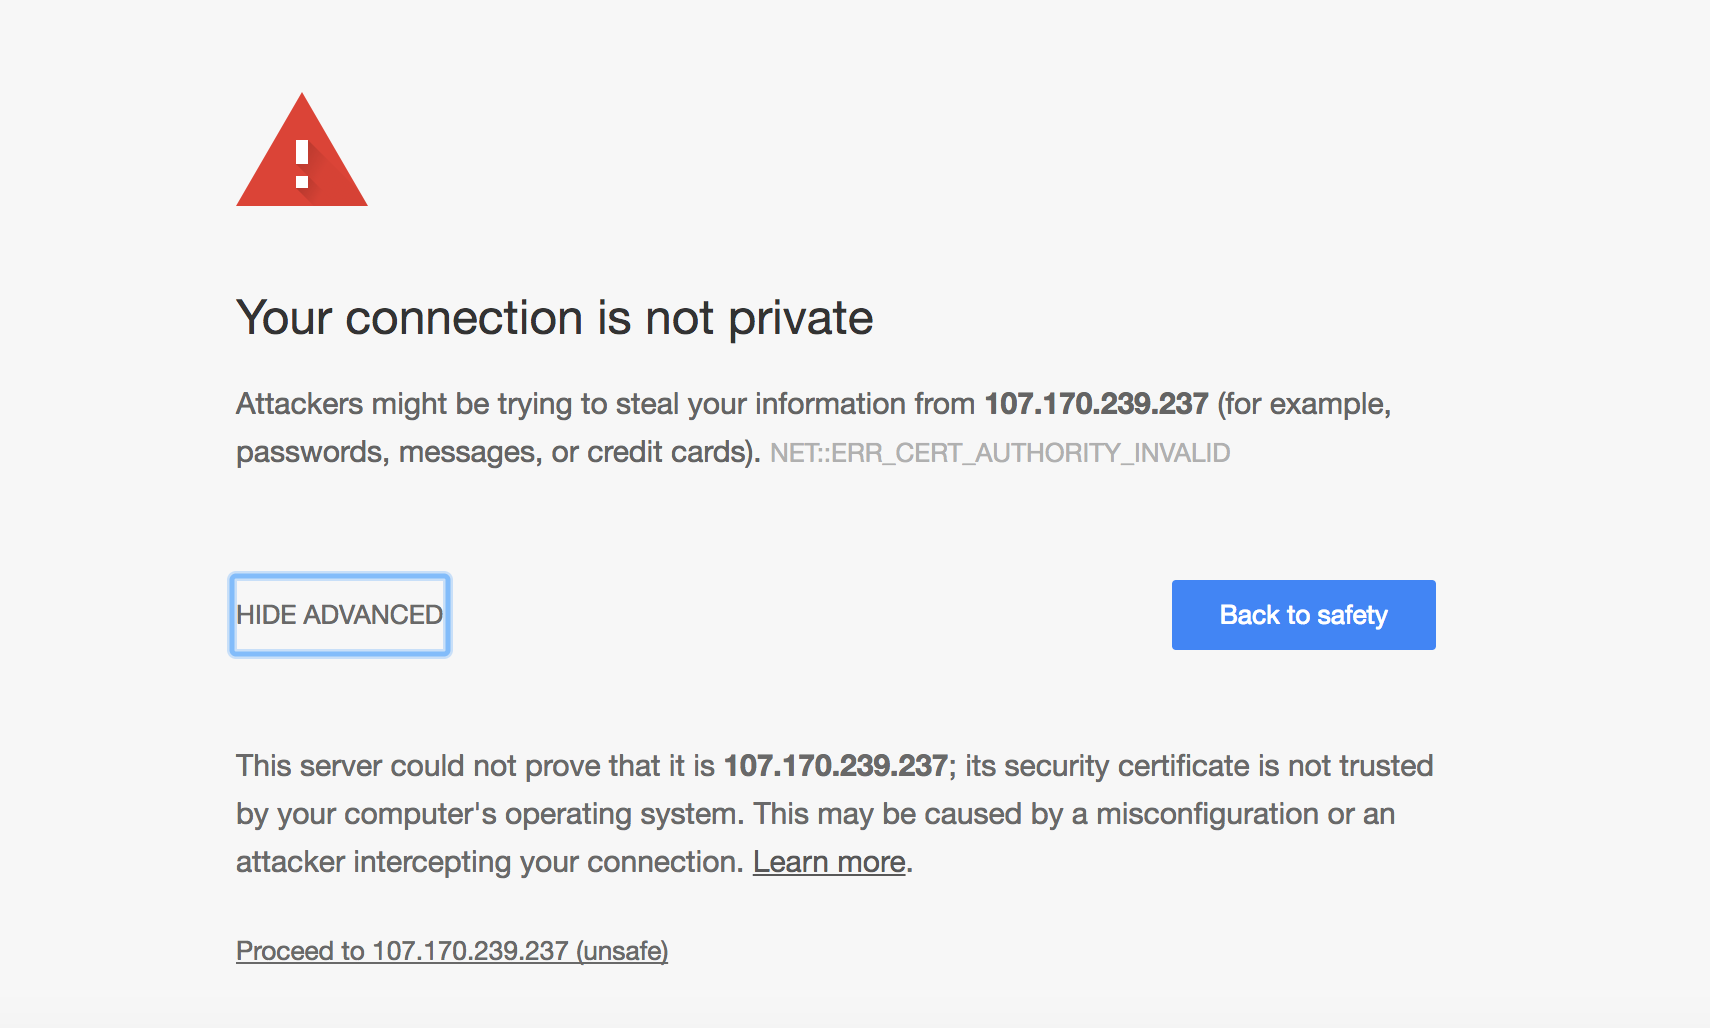 Your connection is not private
Attackers might be trying to steal your information from 107.170.239.237 (for example,
passwords, messages, or credit cards). NET::ERR_CERT_AUTHORITY_INVALID
HIDE ADVANCED
Back to safety
This server could not prove that it is 107.170.239.237; its security certificate is not trusted
by your computer's operating system. This may be caused by a misconfiguration or an
attacker intercepting your connection. Learn more.
Proceed to 107.170.239.237 (unsafe)